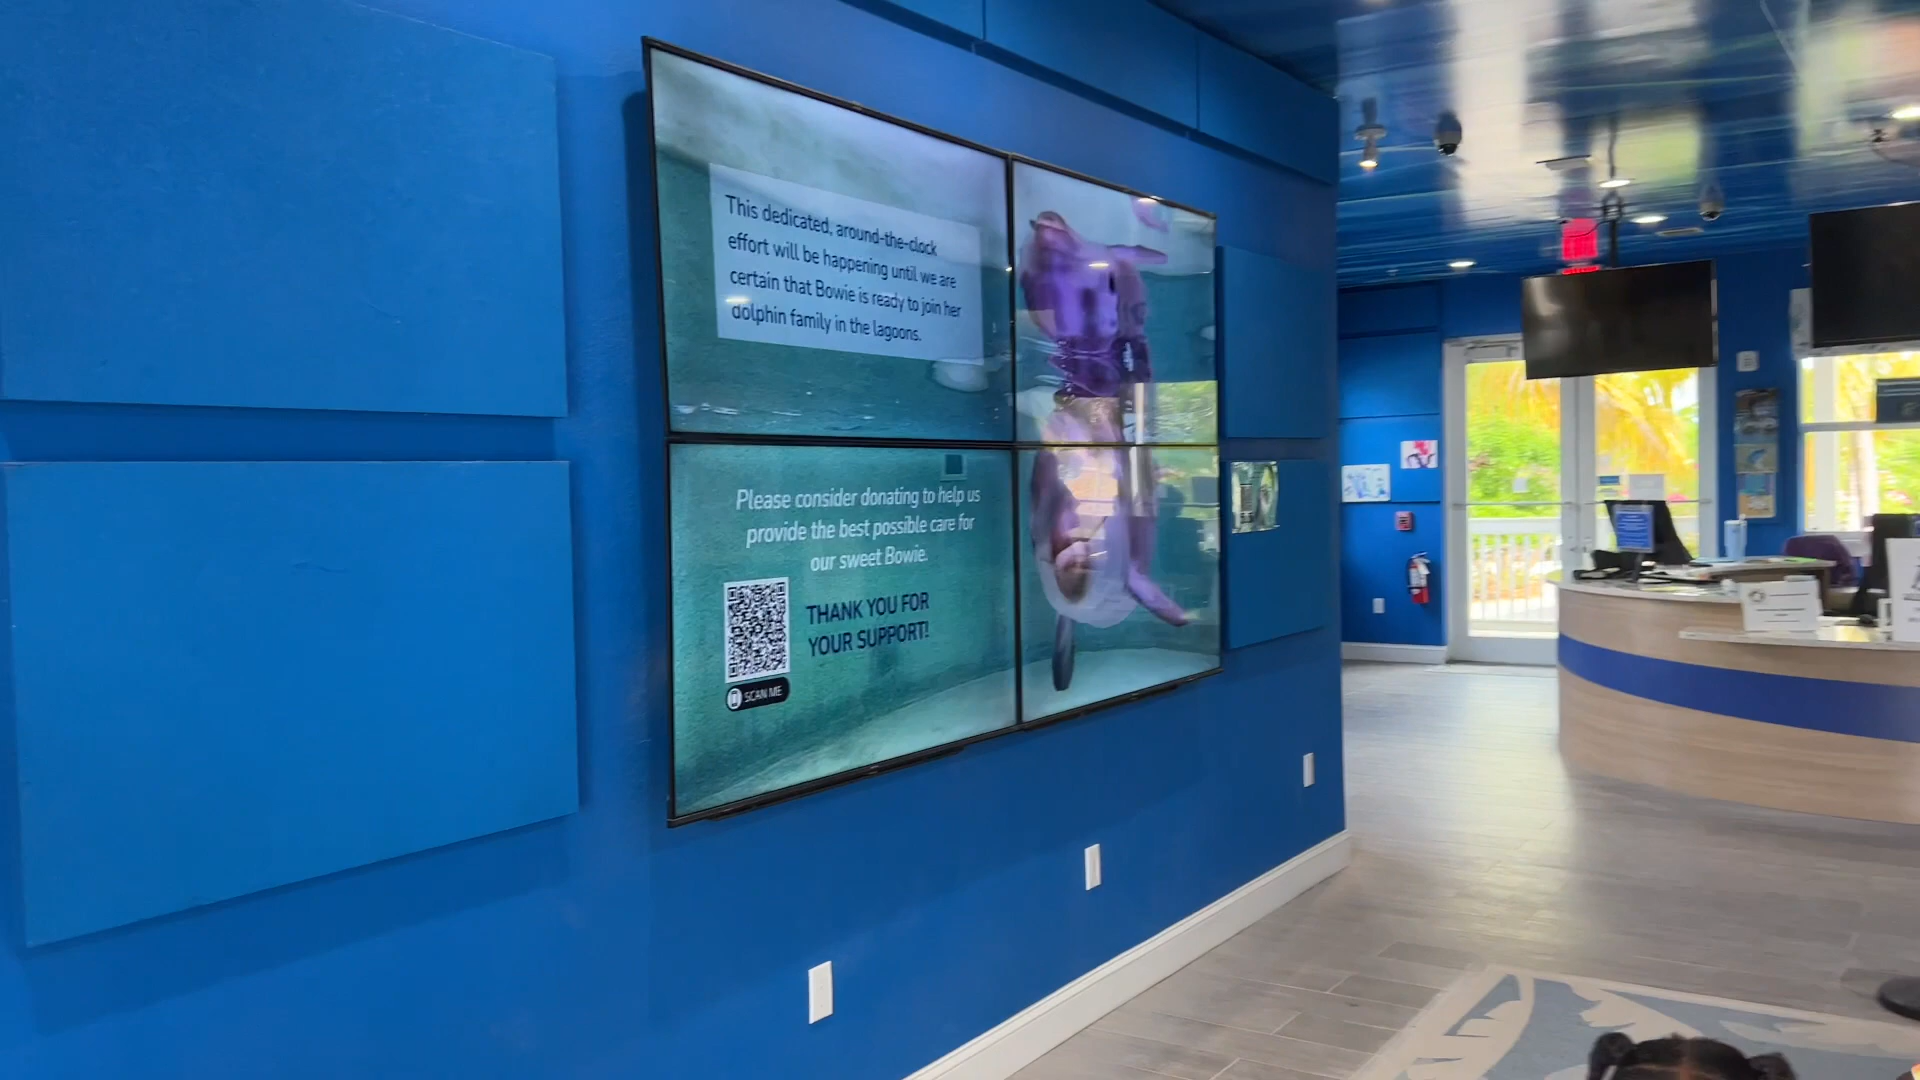 This dedicated, around-the-clock
effort will be happening until we are
certain that Bowie is ready to join her
dolphin family in the lagoons.
Please consider donating to help us
provide the best possible care for
our sweet Bowie.
THANK YOU FOR
YOUR SUPPORT!
SCAN ME